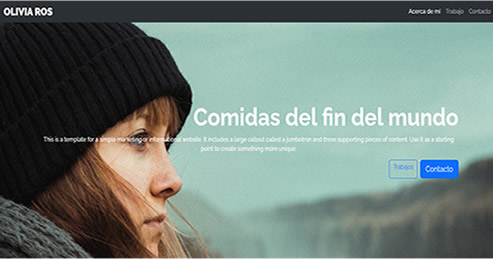 OLIVIA ROS
Acerca de mi Trabajo Contacto
Comidas del fin del mundo
This is a template for a simple marketing or informational website. It includes a large callout called a jumbotron and three supporting pieces of content. Use it as a starting
point to create something more unique.
Trabajos Contacto